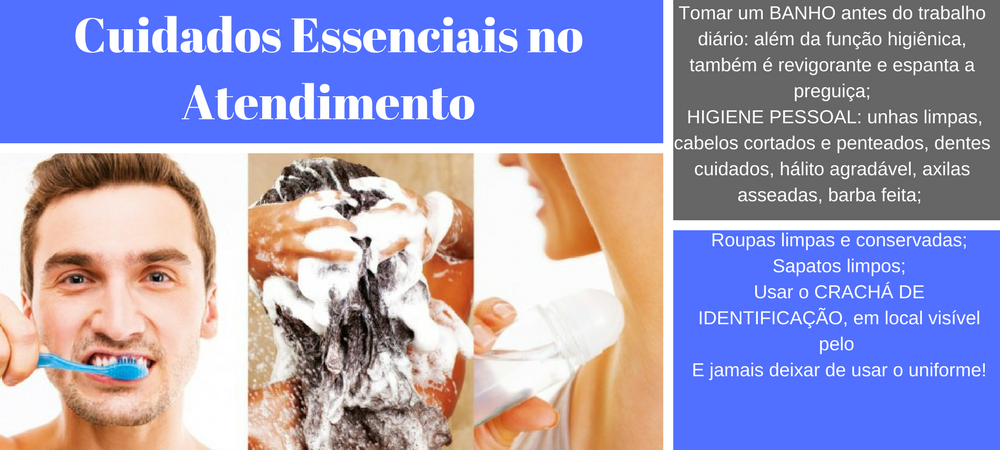 Cuidados Essenciais no
Atendimento
Tomar um BANHO antes do trabalho
diário: além da função higiênica,
também é revigorante e espanta a
preguiça;
HIGIENE PESSOAL: unhas limpas,
cabelos cortados e penteados, dentes
cuidados, hálito agradável, axilas
asseadas, barba feita;
Roupas limpas e conservadas;
Sapatos limpos;
Usar o CRACHÁ DE
IDENTIFICAÇÃO, em local visível
pelo
E jamais deixar de usar o uniforme!